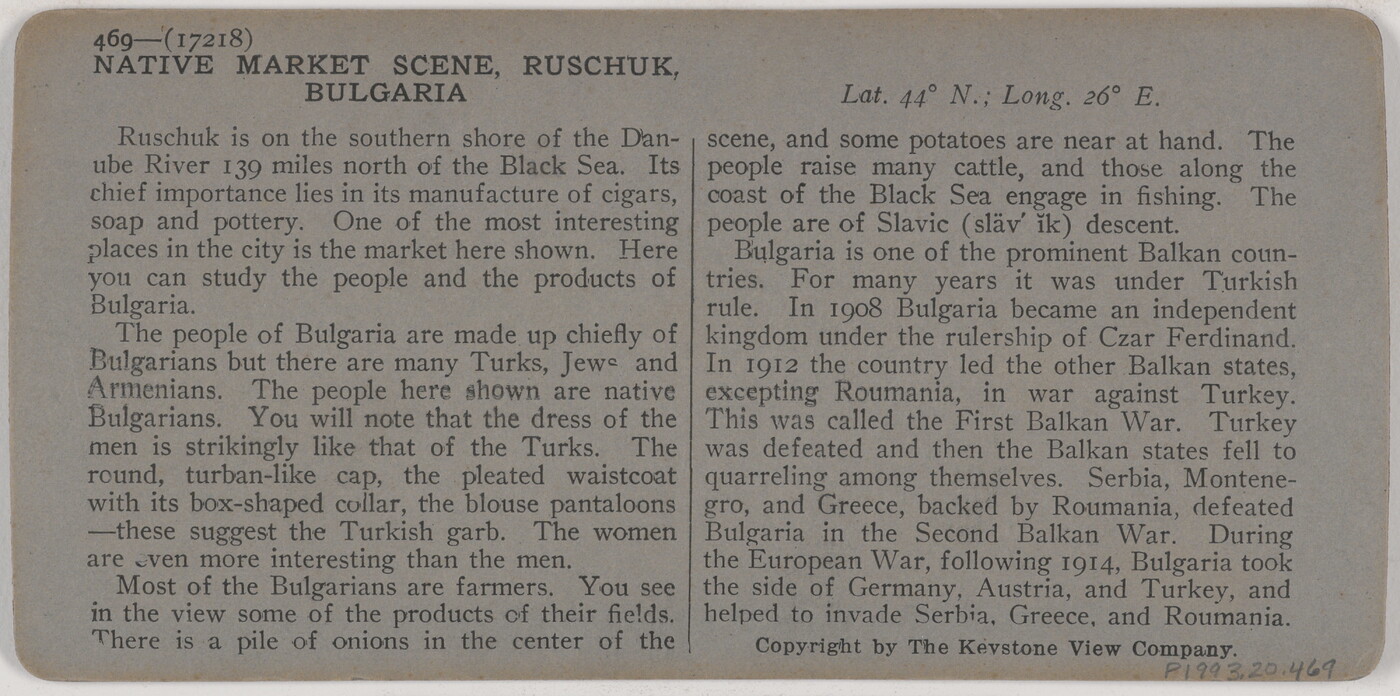 469—(17218)
NATIVE MARKET SCENE, RUSCHUK,
BULGARIA
Lat. 44° N.; Long. 26° E.
Ruschuk is on the southern shore of the Dan-
ube River 139 miles north of the Black Sea. Its
chief importance lies in its manufacture of cigars,
soap and pottery. One of the most interesting
places in the city is the market here shown. Here
you can study the people and the products of
Bulgaria.
The people of Bulgaria are made up chiefly of
Bulgarians but there are many Turks, Jews and
Armenians. The people here shown are native
Bulgarians. You will note that the dress of the
men is strikingly like that of the Turks. The
round, turban-like cap, the pleated waistcoat
with its box-shaped collar, the blouse pantaloons
—these suggest the Turkish garb. The women
are even more interesting than the men.
Most of the Bulgarians are farmers. You see
in the view some of the products of their fields.
There is a pile of onions in the center of the
scene, and some potatoes are near at hand. The
people raise many cattle, and those along the
coast of the Black Sea engage in fishing. The
people are of Slavic (släv′ ĭk) descent.
Bulgaria is one of the prominent Balkan coun-
tries. For many years it was under Turkish
rule. In 1908 Bulgaria became an independent
kingdom under the rulership of Czar Ferdinand.
In 1912 the country led the other Balkan states,
excepting Roumania, in war against Turkey.
This was called the First Balkan War. Turkey
was defeated and then the Balkan states fell to
quarreling among themselves. Serbia, Montene-
gro, and Greece, backed by Roumania, defeated
Bulgaria in the Second Balkan War. During
the European War, following 1914, Bulgaria took
the side of Germany, Austria, and Turkey, and
helped to invade Serbia, Greece, and Roumania.
Copyright by The Keystone View Company.
P1993.20.469